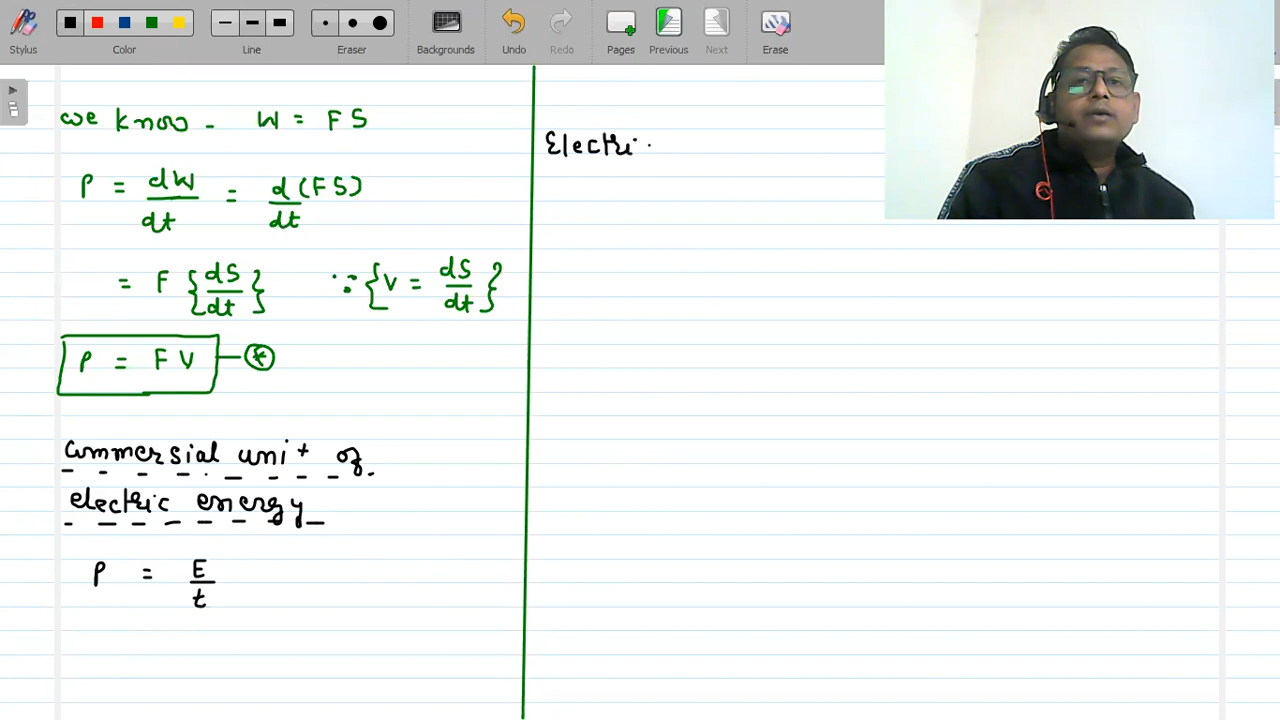 Stylus Color Line Eraser Backgrounds Undo Redo Pages Previous Next Erase
we know - W = FS
P = dW/dt = d/dt (FS)
= F {dS/dt} ∵ {V = dS/dt}
P = FV —(*)
Commersial unit of
electric energy
P = E/t
Electri